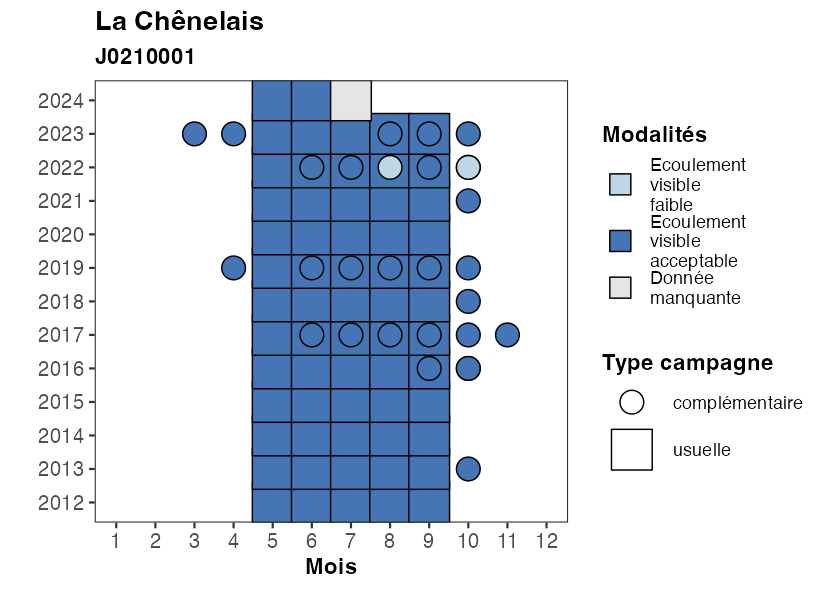 La Chênelais
J0210001
2024
2023
2022
2021
2020
2019
2018
2017
2016
2015
2014
2013
2012
1 2 3 4 5 6 7 8 9 10 11 12
Mois
Modalités
Ecoulement
visible
faible
Ecoulement
visible
acceptable
Donnée
manquante
Type campagne
complémentaire
usuelle